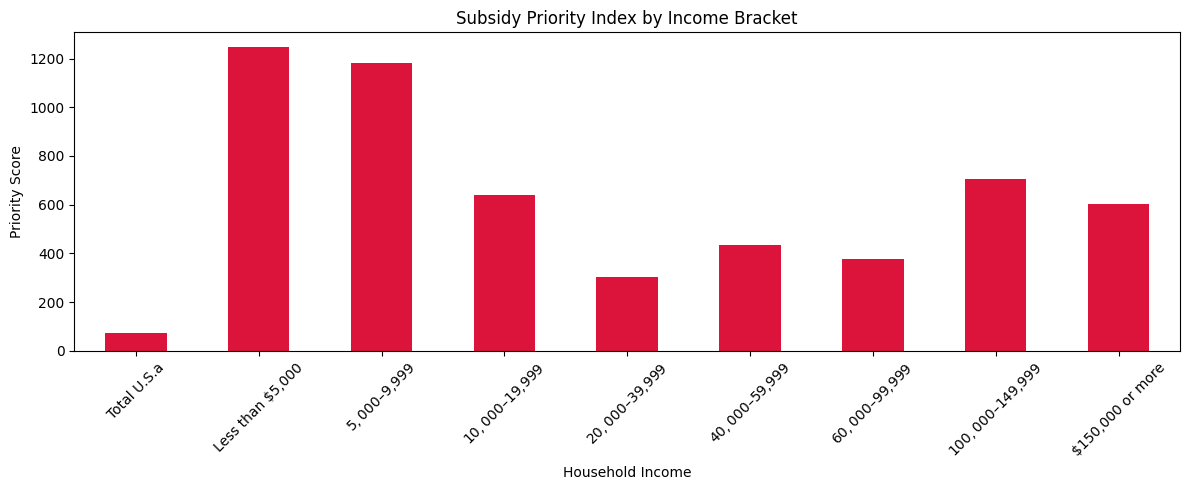 Subsidy Priority Index by Income Bracket
Priority Score
1200
1000
800
600
400
200
0
Total U.S.a
Less than $5,000
5,000–9,999
10,000–19,999
20,000–39,999
40,000–59,999
60,000–99,999
100,000–149,999
$150,000 or more
Household Income